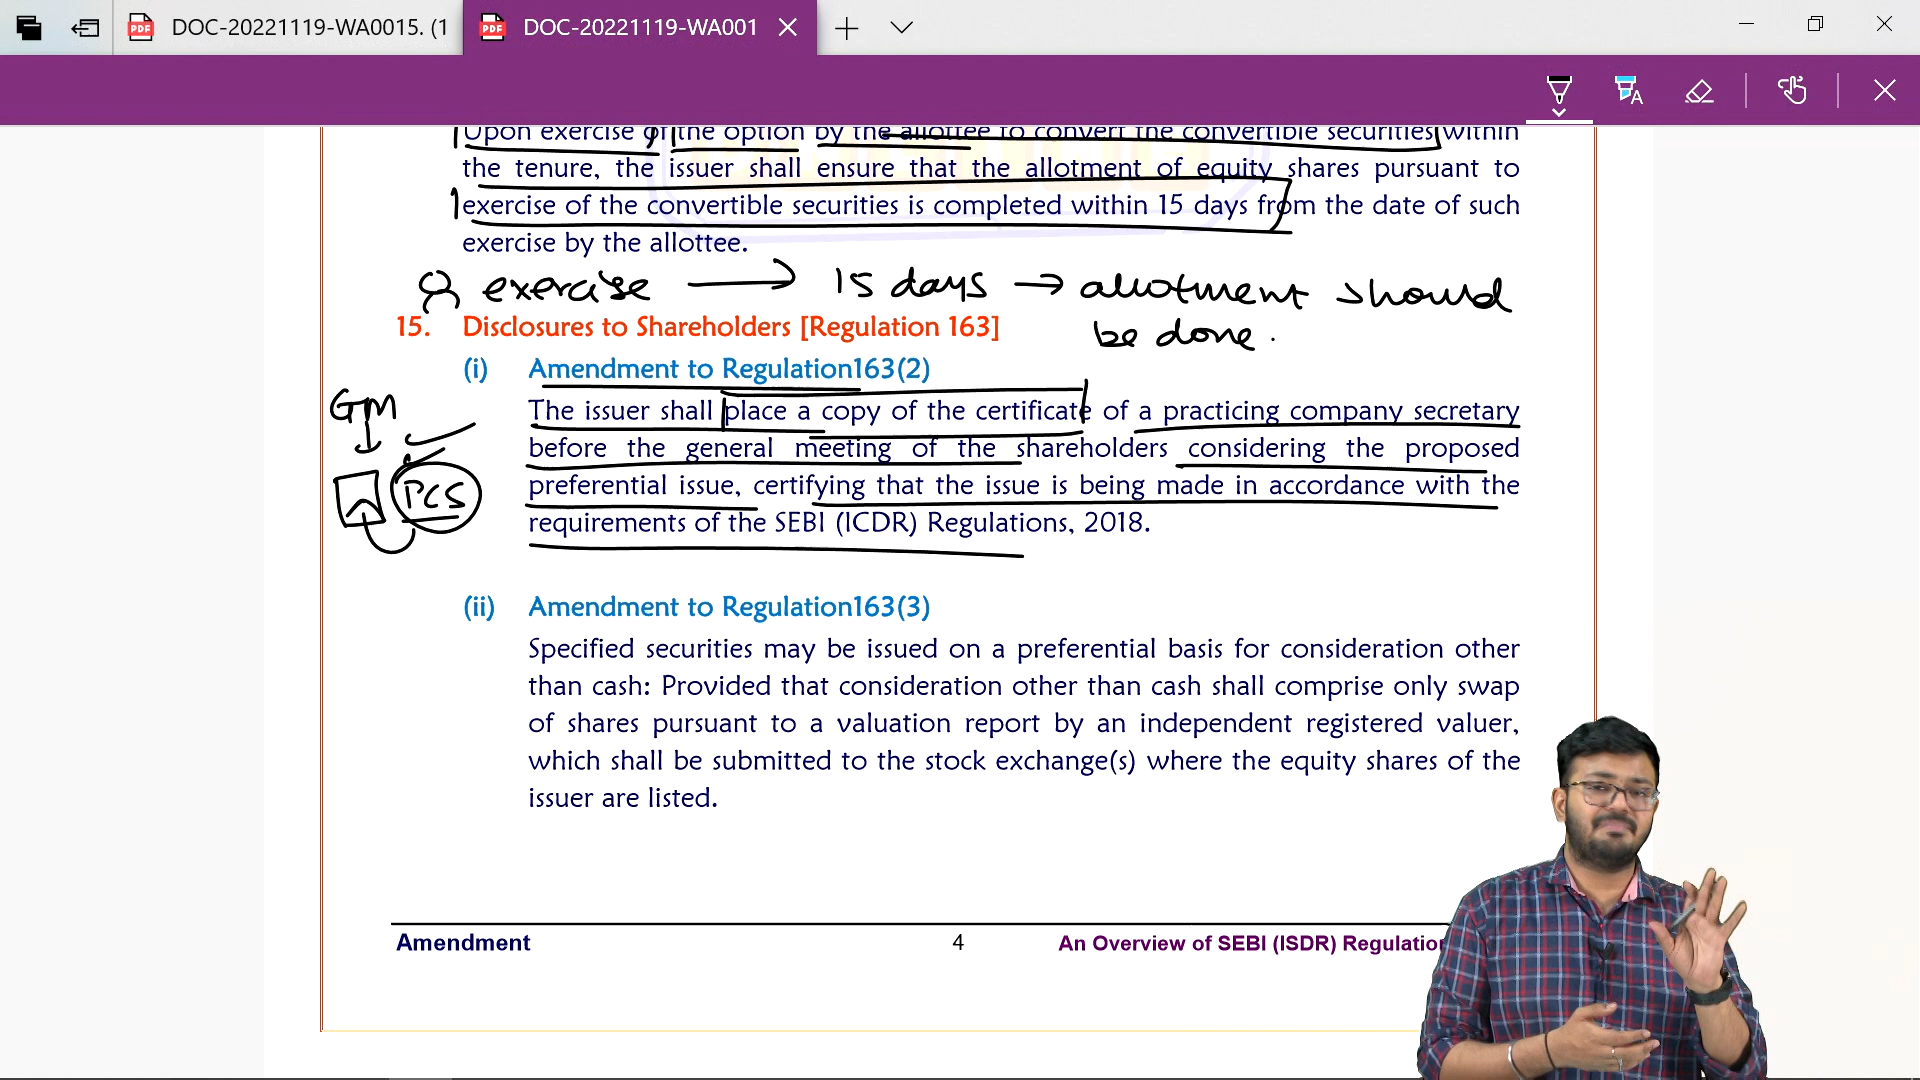 DOC-20221119-WA0015. (1
DOC-20221119-WA001
Upon exercise of the option by the allottee to convert the convertible securities within
the tenure, the issuer shall ensure that the allotment of equity shares pursuant to
exercise of the convertible securities is completed within 15 days from the date of such
exercise by the allottee.
exercise → 15 days → allotment should
be done.
15. Disclosures to Shareholders [Regulation 163]
(i) Amendment to Regulation163(2)
GM
The issuer shall place a copy of the certificate of a practicing company secretary
before the general meeting of the shareholders considering the proposed
PCS
preferential issue, certifying that the issue is being made in accordance with the
requirements of the SEBI (ICDR) Regulations, 2018.
(ii) Amendment to Regulation163(3)
Specified securities may be issued on a preferential basis for consideration other
than cash: Provided that consideration other than cash shall comprise only swap
of shares pursuant to a valuation report by an independent registered valuer,
which shall be submitted to the stock exchange(s) where the equity shares of the
issuer are listed.
Amendment 4 An Overview of SEBI (ISDR) Regulation